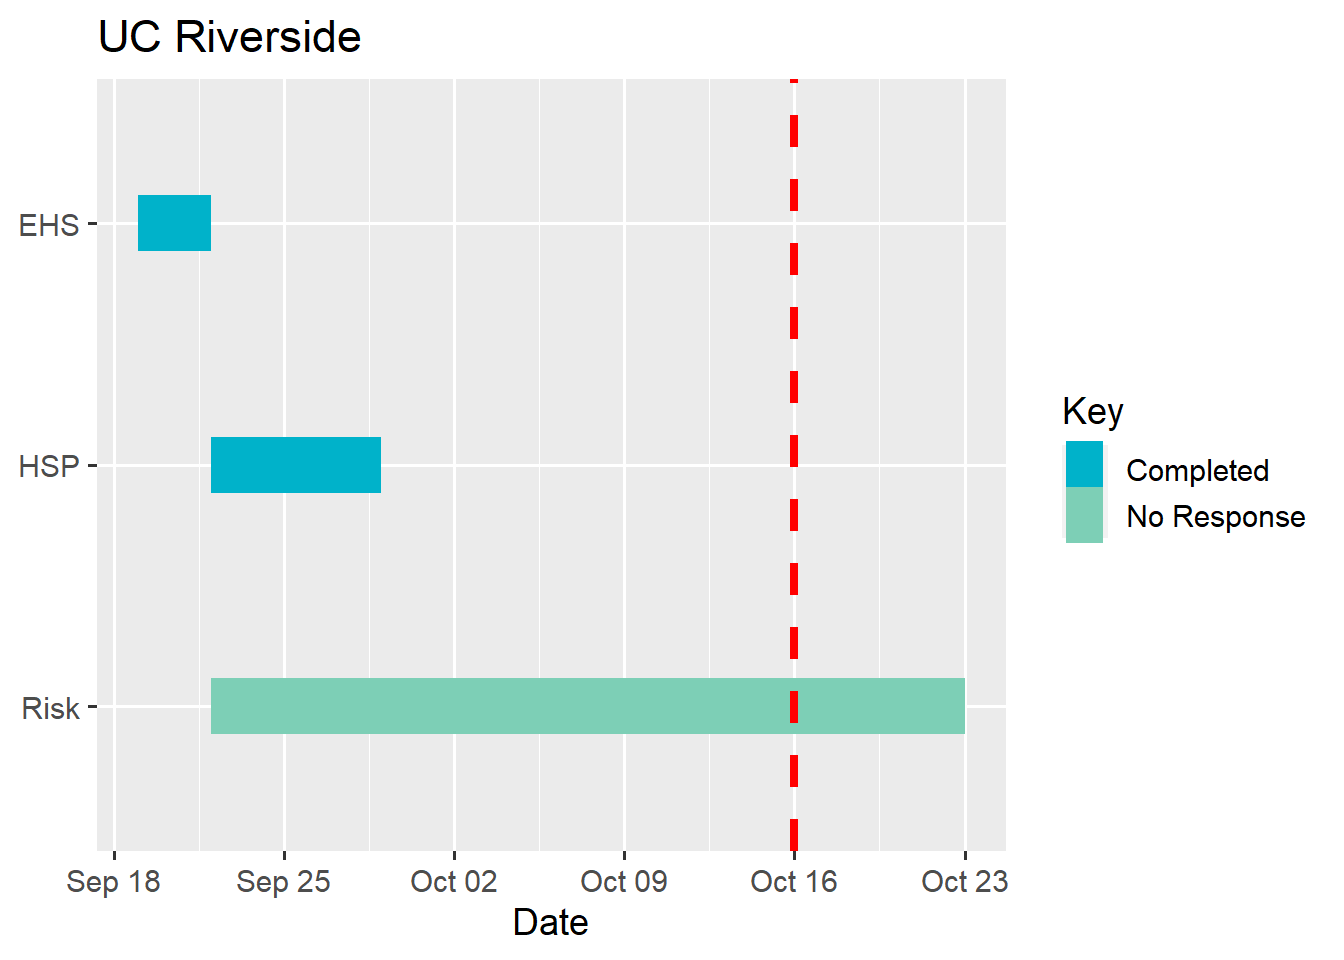 UC Riverside
EHS
HSP
Risk
Sep 18 Sep 25 Oct 02 Oct 09 Oct 16 Oct 23
Date
Key
Completed
No Response